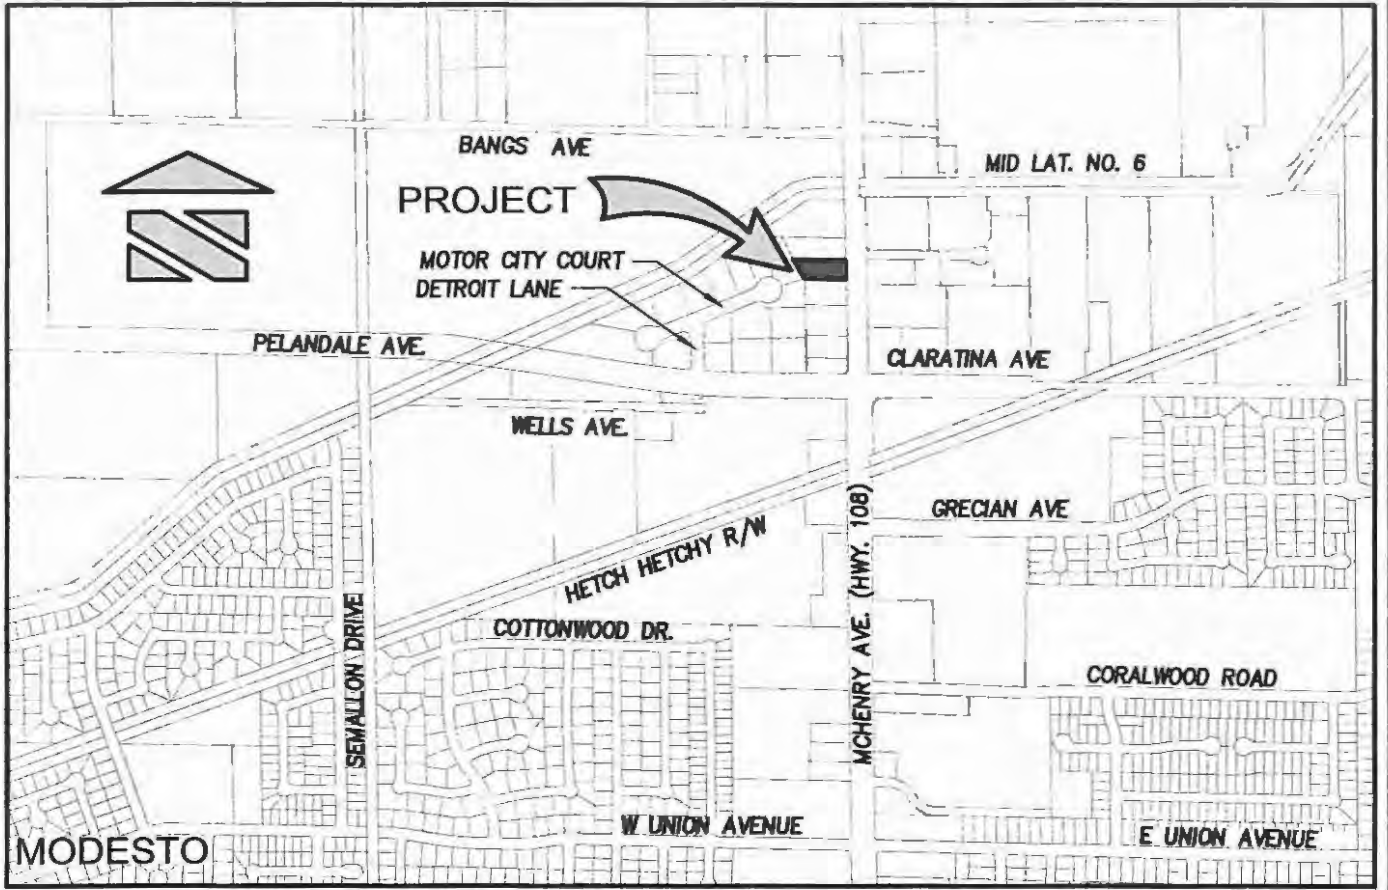 BANGS AVE
MID LAT. NO. 6
PROJECT
MOTOR CITY COURT
DETROIT LANE
PELANDALE AVE.
CLARATINA AVE
WELLS AVE.
GRECIAN AVE
HETCH HETCHY R/W
MCHENRY AVE. (HWY. 108)
SEMALLON DRIVE
COTTONWOOD DR.
CORALWOOD ROAD
W UNION AVENUE
E UNION AVENUE
MODESTO